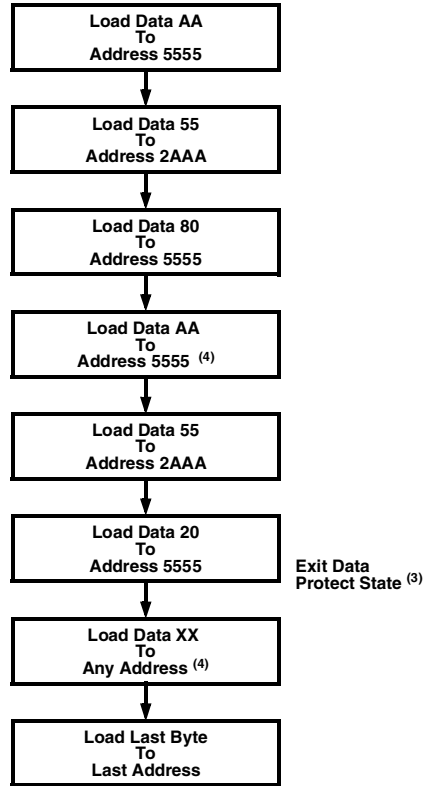 Load Data AA
To
Address 5555
Load Data 55
To
Address 2AAA
Load Data 80
To
Address 5555
Load Data AA
To
Address 5555 (4)
Load Data 55
To
Address 2AAA
Load Data 20
To
Address 5555
Exit Data
Protect State (3)
Load Data XX
To
Any Address (4)
Load Last Byte
To
Last Address